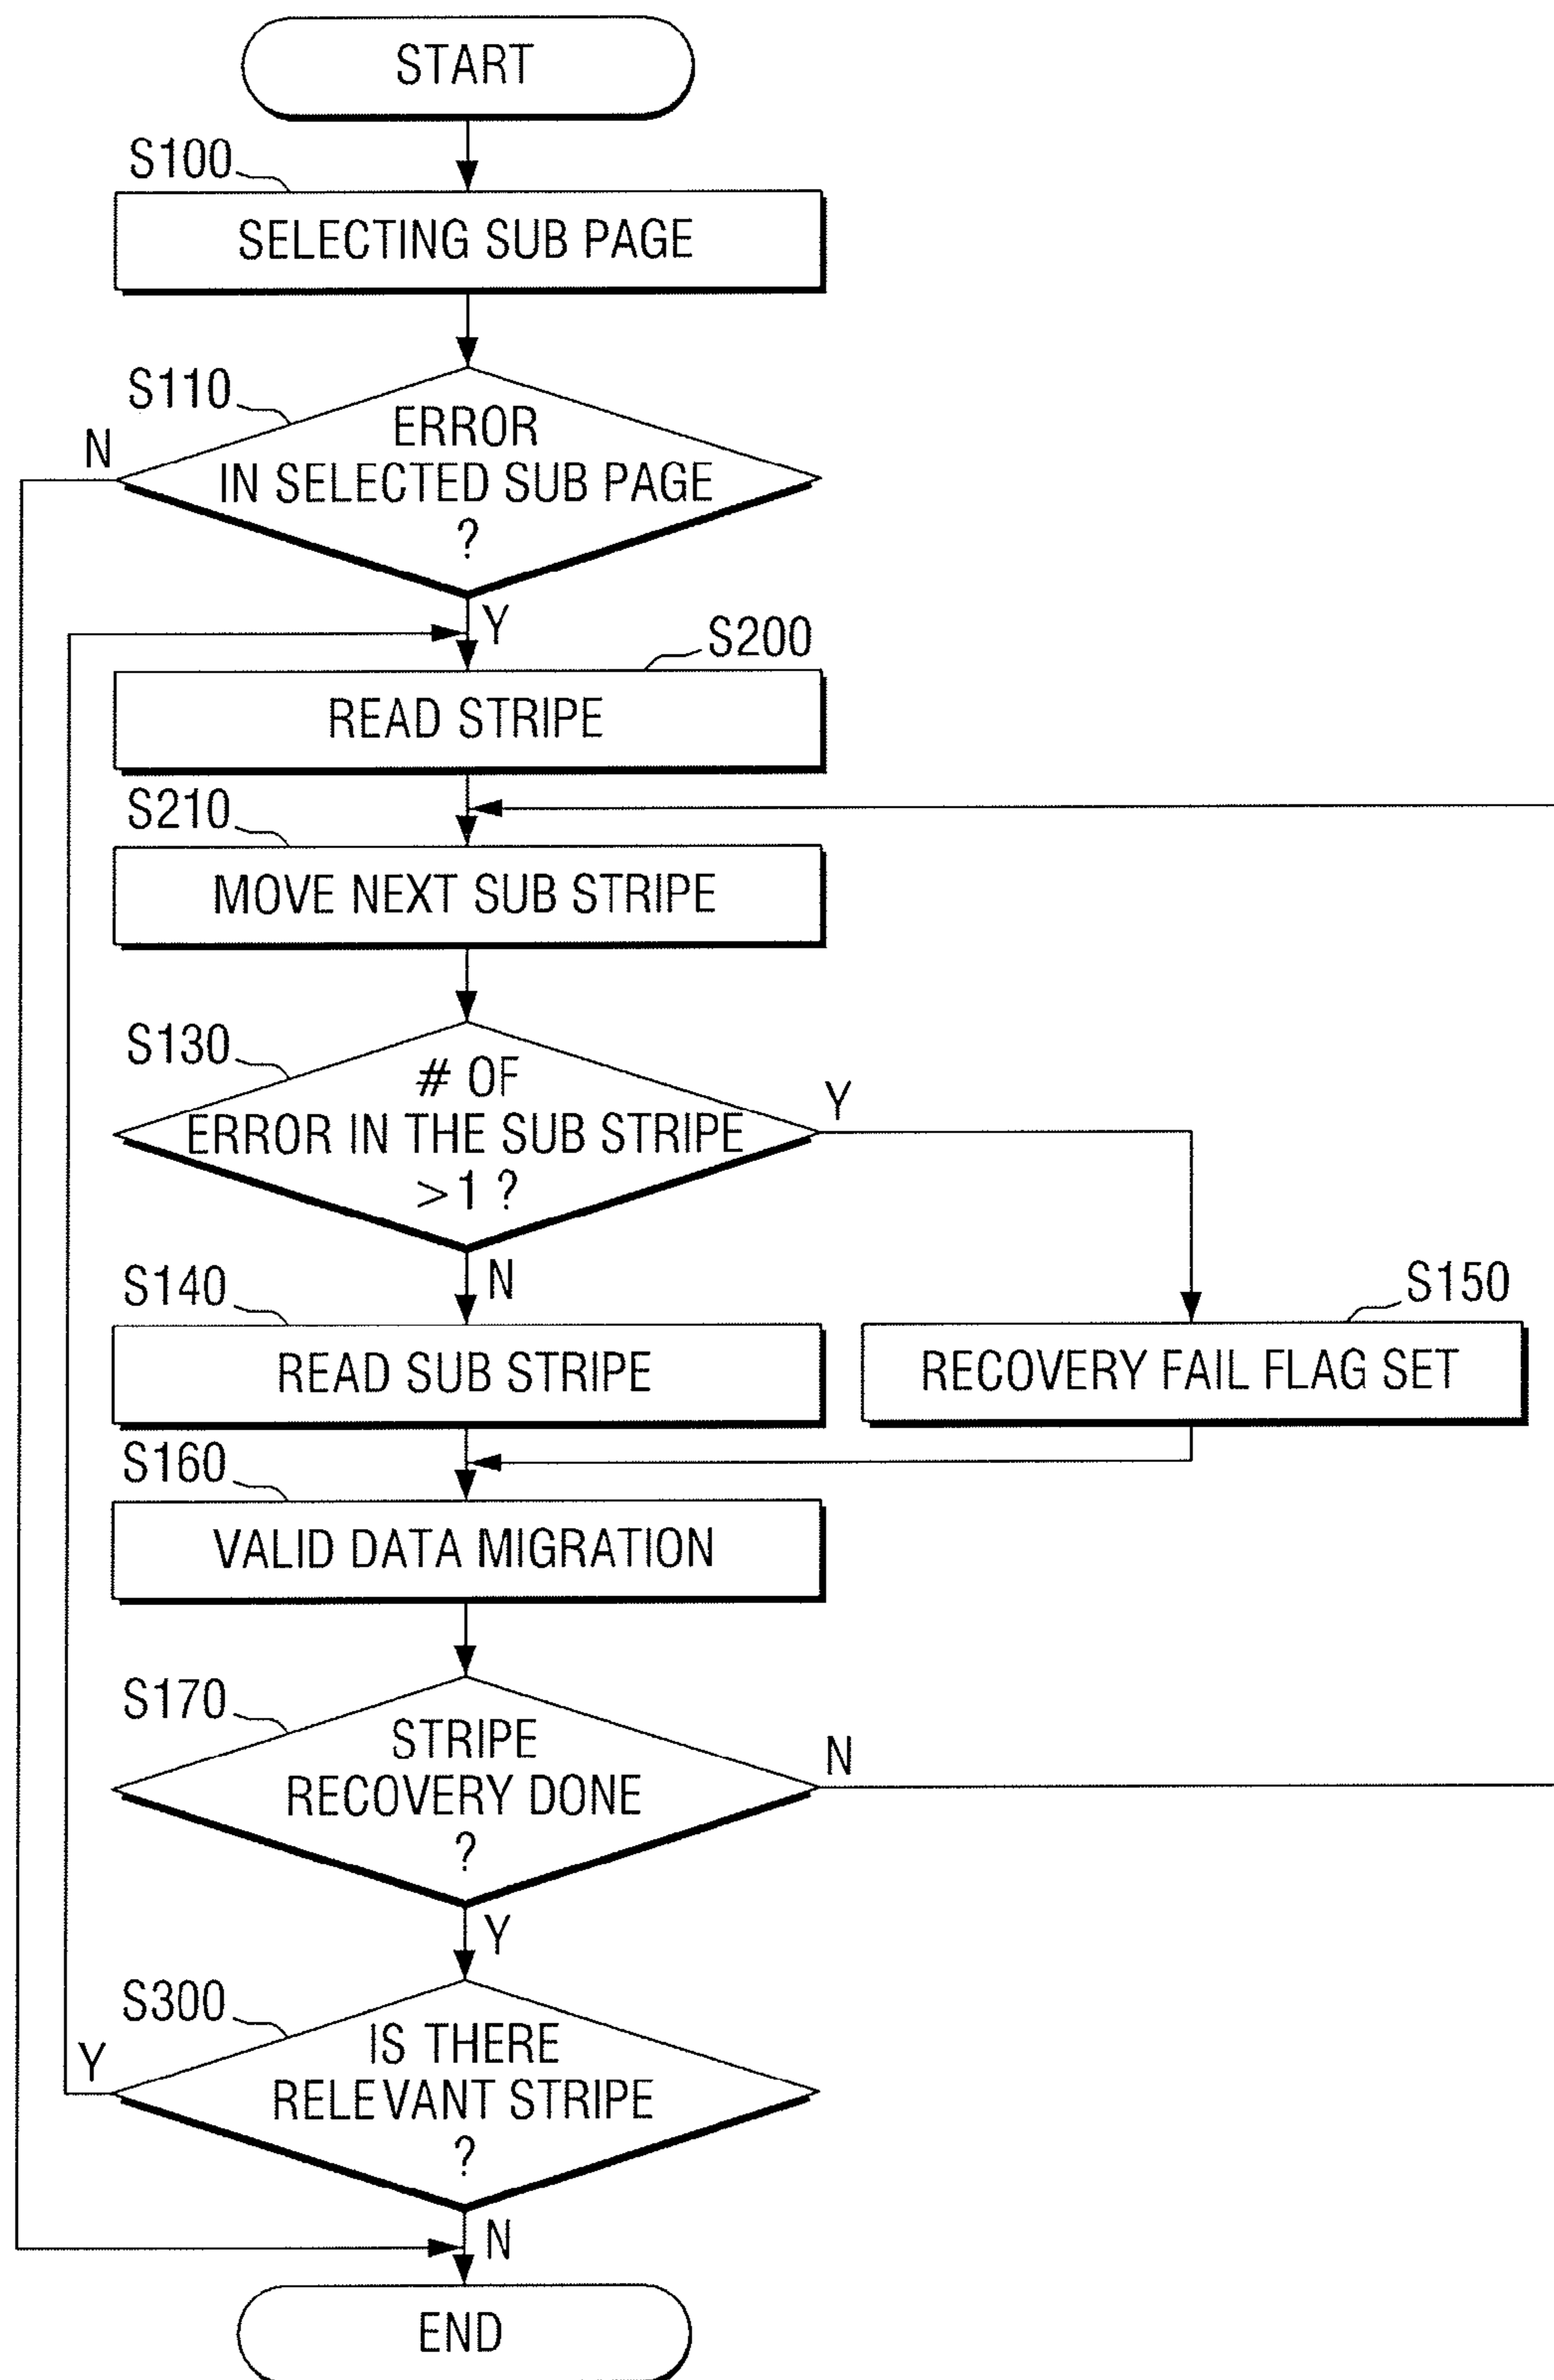 START
S100
SELECTING SUB PAGE
S110
ERROR
IN SELECTED SUB PAGE
?
N
Y
S200
READ STRIPE
S210
MOVE NEXT SUB STRIPE
S130
# OF
ERROR IN THE SUB STRIPE
>1 ?
Y
N
S140
READ SUB STRIPE
S150
RECOVERY FAIL FLAG SET
S160
VALID DATA MIGRATION
S170
STRIPE
RECOVERY DONE
?
N
Y
S300
IS THERE
RELEVANT STRIPE
?
Y
N
END